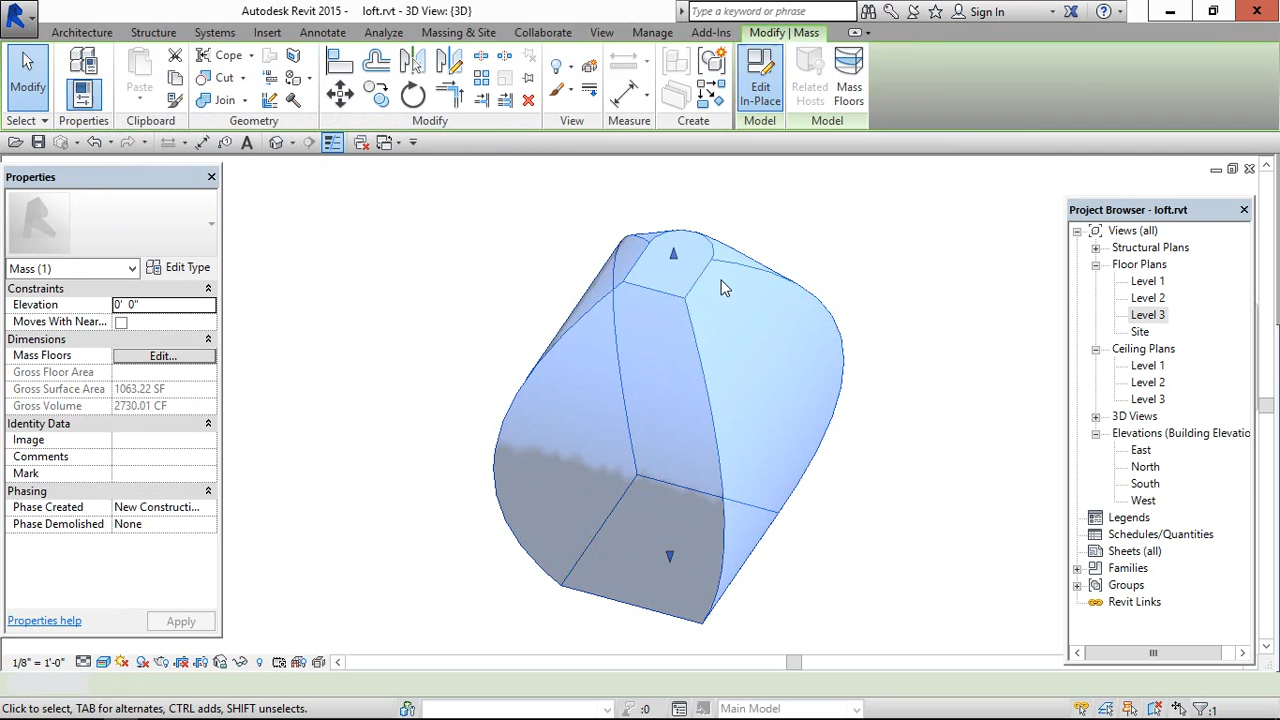 Autodesk Revit 2015 - loft.rvt - 3D View: {3D}
Type a keyword or phrase
Sign In
Architecture Structure Systems Insert Annotate Analyze Massing & Site Collaborate View Manage Add-Ins Modify | Mass
Modify
Paste
Cope
Cut
Join
Edit In-Place
Related Hosts
Mass Floors
Select Properties Clipboard Geometry Modify View Measure Create Model Model
Properties
Mass (1)
Edit Type
Constraints
Elevation 0' 0"
Moves With Near...
Dimensions
Mass Floors Edit...
Gross Floor Area
Gross Surface Area 1063.22 SF
Gross Volume 2730.01 CF
Identity Data
Image
Comments
Mark
Phasing
Phase Created New Constructi...
Phase Demolished None
Properties help
Apply
Project Browser - loft.rvt
Views (all)
Structural Plans
Floor Plans
Level 1
Level 2
Level 3
Site
Ceiling Plans
Level 1
Level 2
Level 3
3D Views
Elevations (Building Elevatio
East
North
South
West
Legends
Schedules/Quantities
Sheets (all)
Families
Groups
Revit Links
1/8" = 1'-0"
Click to select, TAB for alternates, CTRL adds, SHIFT unselects.
:0
Main Model
:1